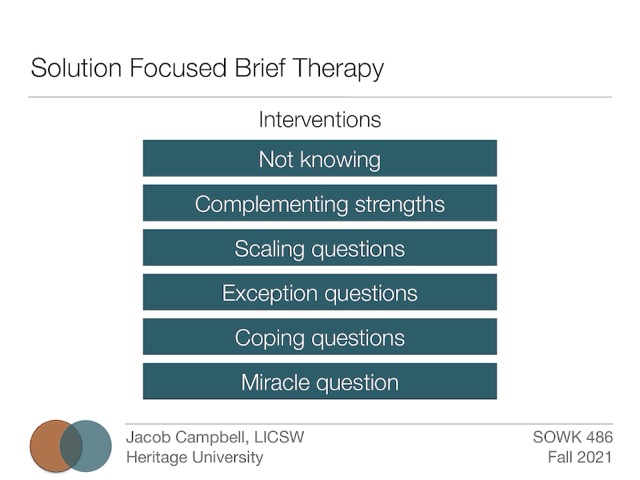 Solution Focused Brief Therapy
Interventions
Not knowing
Complementing strengths
Scaling questions
Exception questions
Coping questions
Miracle question
Jacob Campbell, LICSW
Heritage University
SOWK 486
Fall 2021